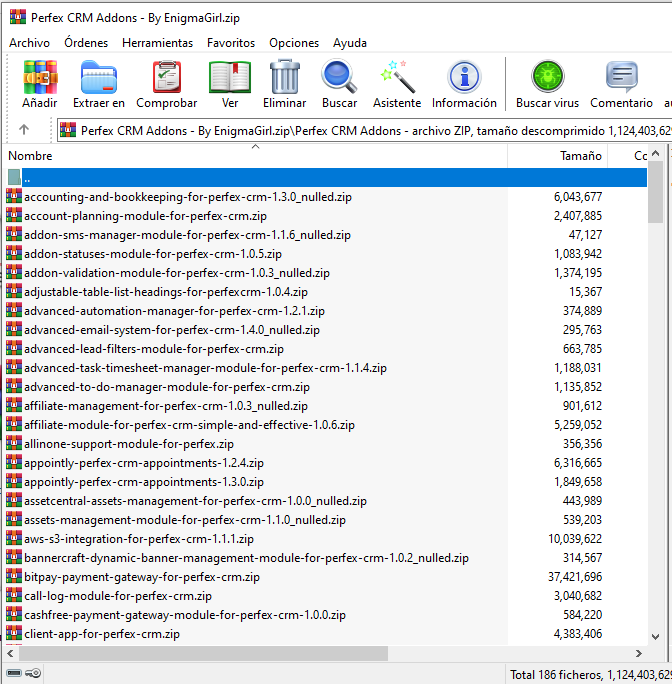 Perfex CRM Addons - By EnigmaGirl.zip
Archivo Órdenes Herramientas Favoritos Opciones Ayuda
Añadir Extraer en Comprobar Ver Eliminar Buscar Asistente Información Buscar virus Comentario
Perfex CRM Addons - By EnigmaGirl.zip\Perfex CRM Addons - archivo ZIP, tamaño descomprimido 1,124,403,629
Nombre Tamaño Co
..
accounting-and-bookkeeping-for-perfex-crm-1.3.0_nulled.zip 6,043,677
account-planning-module-for-perfex-crm.zip 2,407,885
addon-sms-manager-module-for-perfex-crm-1.1.6_nulled.zip 47,127
addon-statuses-module-for-perfex-crm-1.0.5.zip 1,083,942
addon-validation-module-for-perfex-crm-1.0.3_nulled.zip 1,374,195
adjustable-table-list-headings-for-perfexcrm-1.0.4.zip 15,367
advanced-automation-manager-for-perfex-crm-1.2.1.zip 374,889
advanced-email-system-for-perfex-crm-1.4.0_nulled.zip 295,763
advanced-lead-filters-module-for-perfex-crm.zip 663,785
advanced-task-timesheet-manager-module-for-perfex-crm-1.1.4.zip 1,188,031
advanced-to-do-manager-module-for-perfex-crm.zip 1,135,852
affiliate-management-for-perfex-crm-1.0.3_nulled.zip 901,612
affiliate-module-for-perfex-crm-simple-and-effective-1.0.6.zip 5,259,052
allinone-support-module-for-perfex.zip 356,356
appointly-perfex-crm-appointments-1.2.4.zip 6,316,665
appointly-perfex-crm-appointments-1.3.0.zip 1,849,658
assetcentral-assets-management-for-perfex-crm-1.0.0_nulled.zip 443,989
assets-management-module-for-perfex-crm-1.1.0_nulled.zip 539,203
aws-s3-integration-for-perfex-crm-1.1.1.zip 10,039,622
bannercraft-dynamic-banner-management-module-for-perfex-crm-1.0.2_nulled.zip 314,567
bitpay-payment-gateway-for-perfex-crm.zip 37,421,696
call-log-module-for-perfex-crm.zip 3,040,682
cashfree-payment-gateway-module-for-perfex-crm-1.0.0.zip 584,220
client-app-for-perfex-crm.zip 4,383,406
Total 186 ficheros, 1,124,403,629